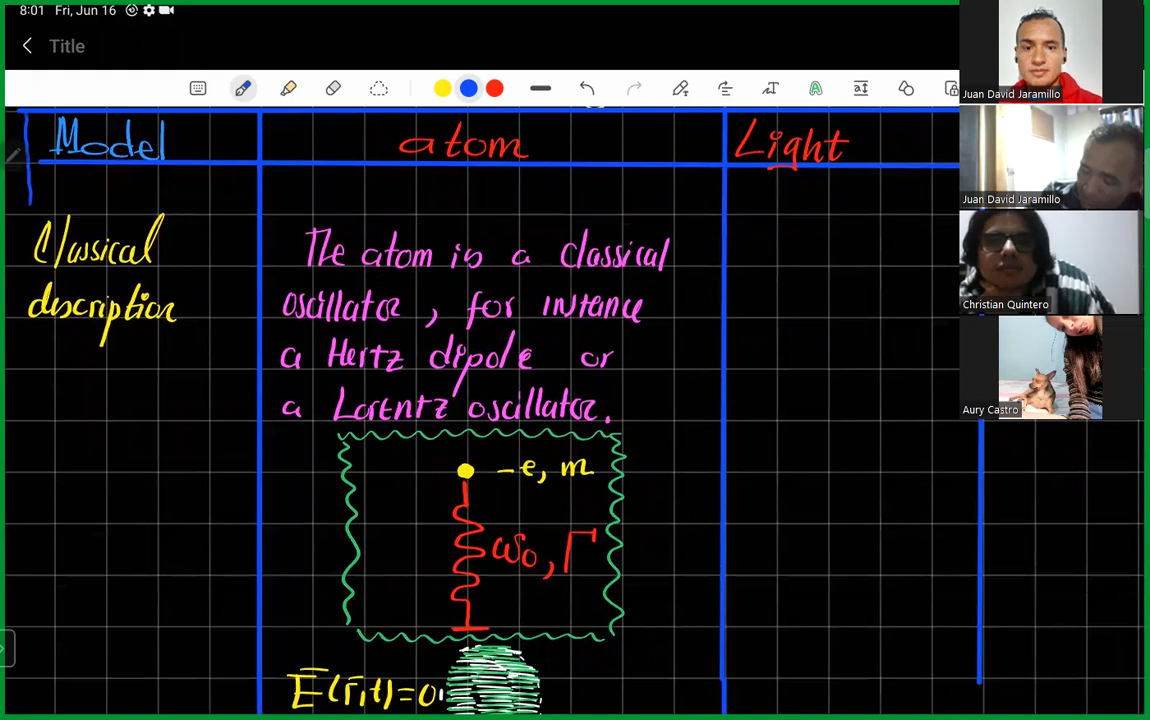 8:01 Fri, Jun 16
Title
Juan David Jaramillo
Juan David Jaramillo
Christian Quintero
Aury Castro
Model
atom
Light
Classical
description
The atom is a classical
oscillator, for instance
a Hertz dipole or
a Lorentz oscillator.
-e, m
ω₀, Γ
E̅(r̅,t)=0